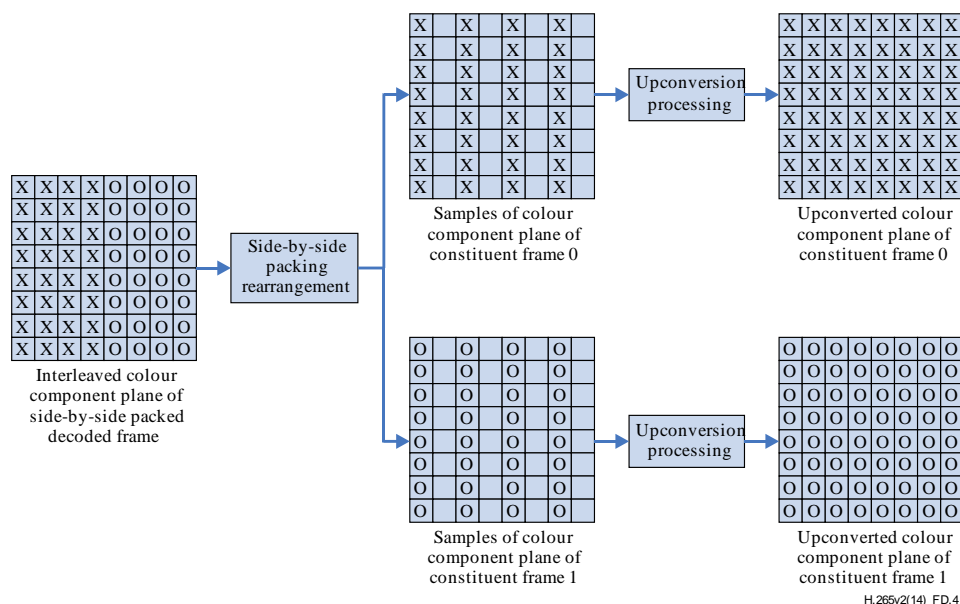 X X X X
X X X X
X X X X
X X X X
X X X X
X X X X
X X X X
X X X X
Upconversion
processing
X X X X X X X X
X X X X X X X X
X X X X X X X X
X X X X X X X X
X X X X X X X X
X X X X X X X X
X X X X X X X X
X X X X X X X X
Samples of colour
component plane of
constituent frame 0
Upconverted colour
component plane of
constituent frame 0
X X X X O O O O
X X X X O O O O
X X X X O O O O
X X X X O O O O
X X X X O O O O
X X X X O O O O
X X X X O O O O
X X X X O O O O
Interleaved colour
component plane of
side-by-side packed
decoded frame
Side-by-side
packing
rearrangement
O O O O
O O O O
O O O O
O O O O
O O O O
O O O O
O O O O
O O O O
Upconversion
processing
O O O O O O O O
O O O O O O O O
O O O O O O O O
O O O O O O O O
O O O O O O O O
O O O O O O O O
O O O O O O O O
O O O O O O O O
Samples of colour
component plane of
constituent frame 1
Upconverted colour
component plane of
constituent frame 1
H.265v2(14)_FD.4